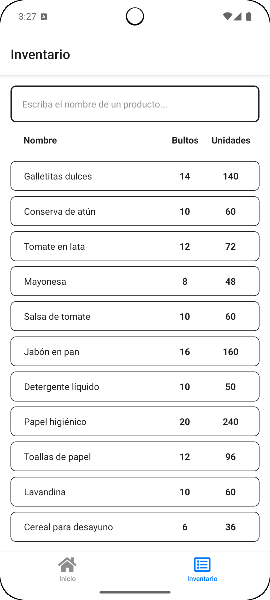 3:27
Inventario
Escriba el nombre de un producto...
Nombre Bultos Unidades
Galletitas dulces 14 140
Conserva de atún 10 60
Tomate en lata 12 72
Mayonesa 8 48
Salsa de tomate 10 60
Jabón en pan 16 160
Detergente líquido 10 50
Papel higiénico 20 240
Toallas de papel 12 96
Lavandina 10 60
Cereal para desayuno 6 36
Inicio Inventario